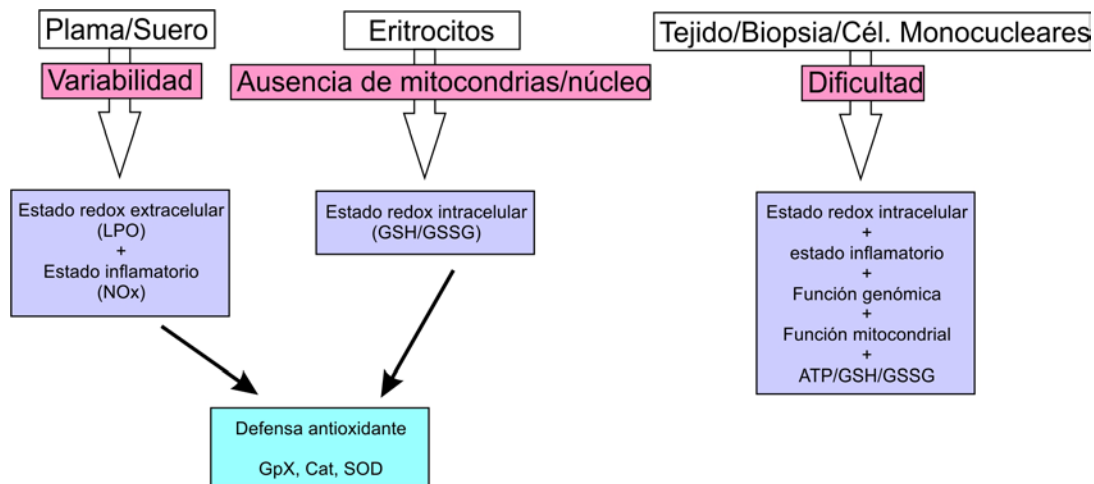 Plama/Suero
Variabilidad
Estado redox extracelular
(LPO)
+
Estado inflamatorio
(NOx)
Eritrocitos
Ausencia de mitocondrias/núcleo
Estado redox intracelular
(GSH/GSSG)
Defensa antioxidante
GpX, Cat, SOD
Tejido/Biopsia/Cél. Monocucleares
Dificultad
Estado redox intracelular
+
estado inflamatorio
+
Función genómica
+
Función mitocondrial
+
ATP/GSH/GSSG